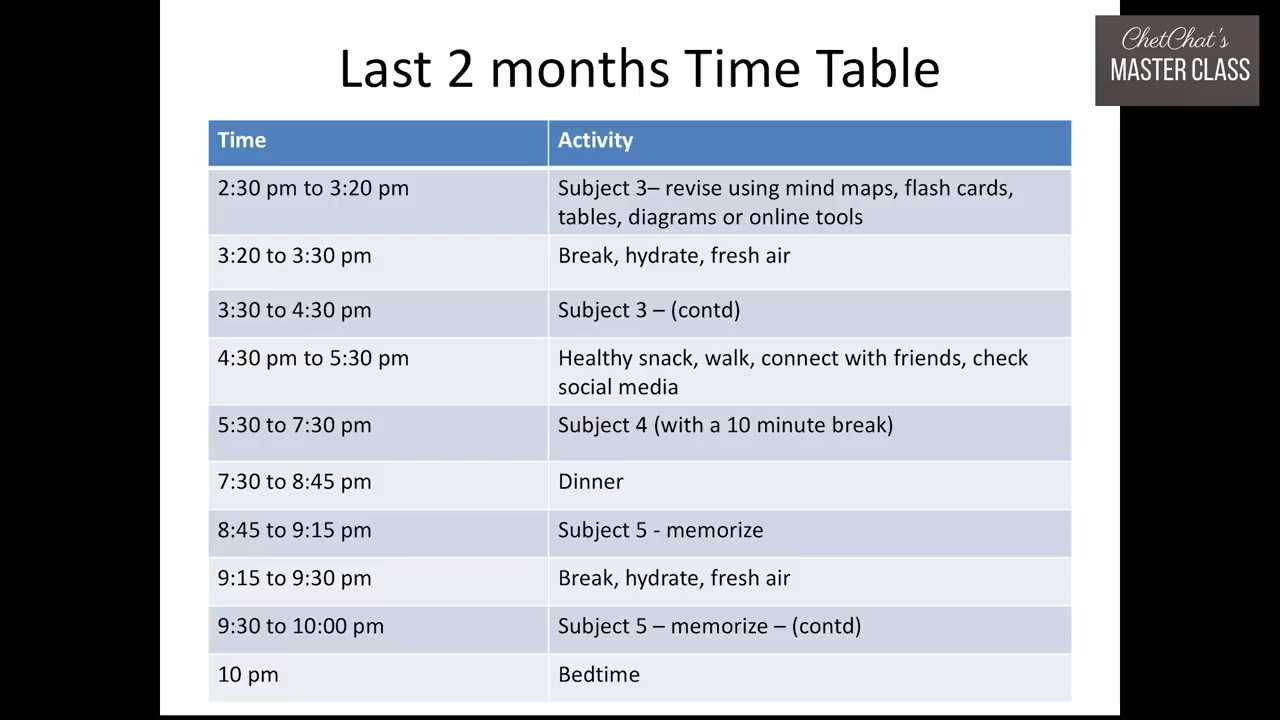 ChetChat's
MASTER CLASS
Last 2 months Time Table
Time Activity
2:30 pm to 3:20 pm Subject 3– revise using mind maps, flash cards,
tables, diagrams or online tools
3:20 to 3:30 pm Break, hydrate, fresh air
3:30 to 4:30 pm Subject 3 – (contd)
4:30 pm to 5:30 pm Healthy snack, walk, connect with friends, check
social media
5:30 to 7:30 pm Subject 4 (with a 10 minute break)
7:30 to 8:45 pm Dinner
8:45 to 9:15 pm Subject 5 - memorize
9:15 to 9:30 pm Break, hydrate, fresh air
9:30 to 10:00 pm Subject 5 – memorize – (contd)
10 pm Bedtime